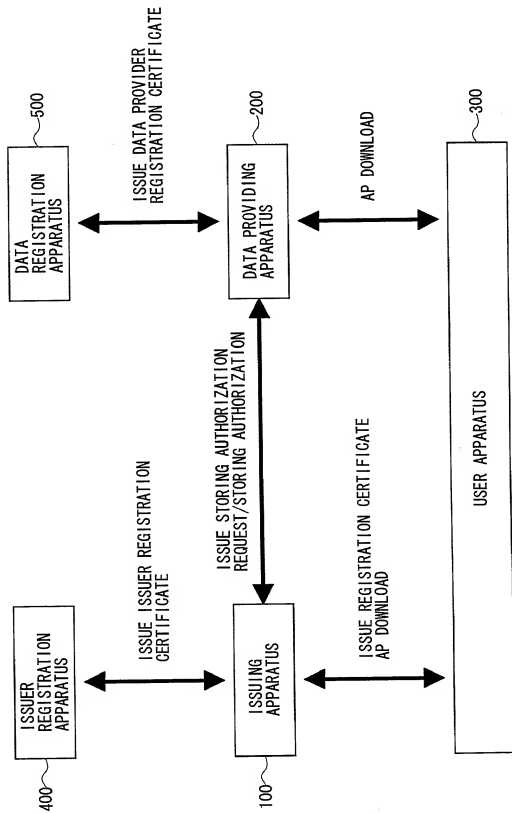 400
ISSUER
REGISTRATION
APPARATUS
DATA
REGISTRATION
APPARATUS
500
ISSUE ISSUER REGISTRATION
CERTIFICATE
ISSUE DATA PROVIDER
REGISTRATION CERTIFICATE
100
ISSUING
APPARATUS
ISSUE STORING AUTHORIZATION
REQUEST/STORING AUTHORIZATION
DATA PROVIDING
APPARATUS
200
ISSUE REGISTRATION CERTIFICATE
AP DOWNLOAD
AP DOWNLOAD
USER APPARATUS
300